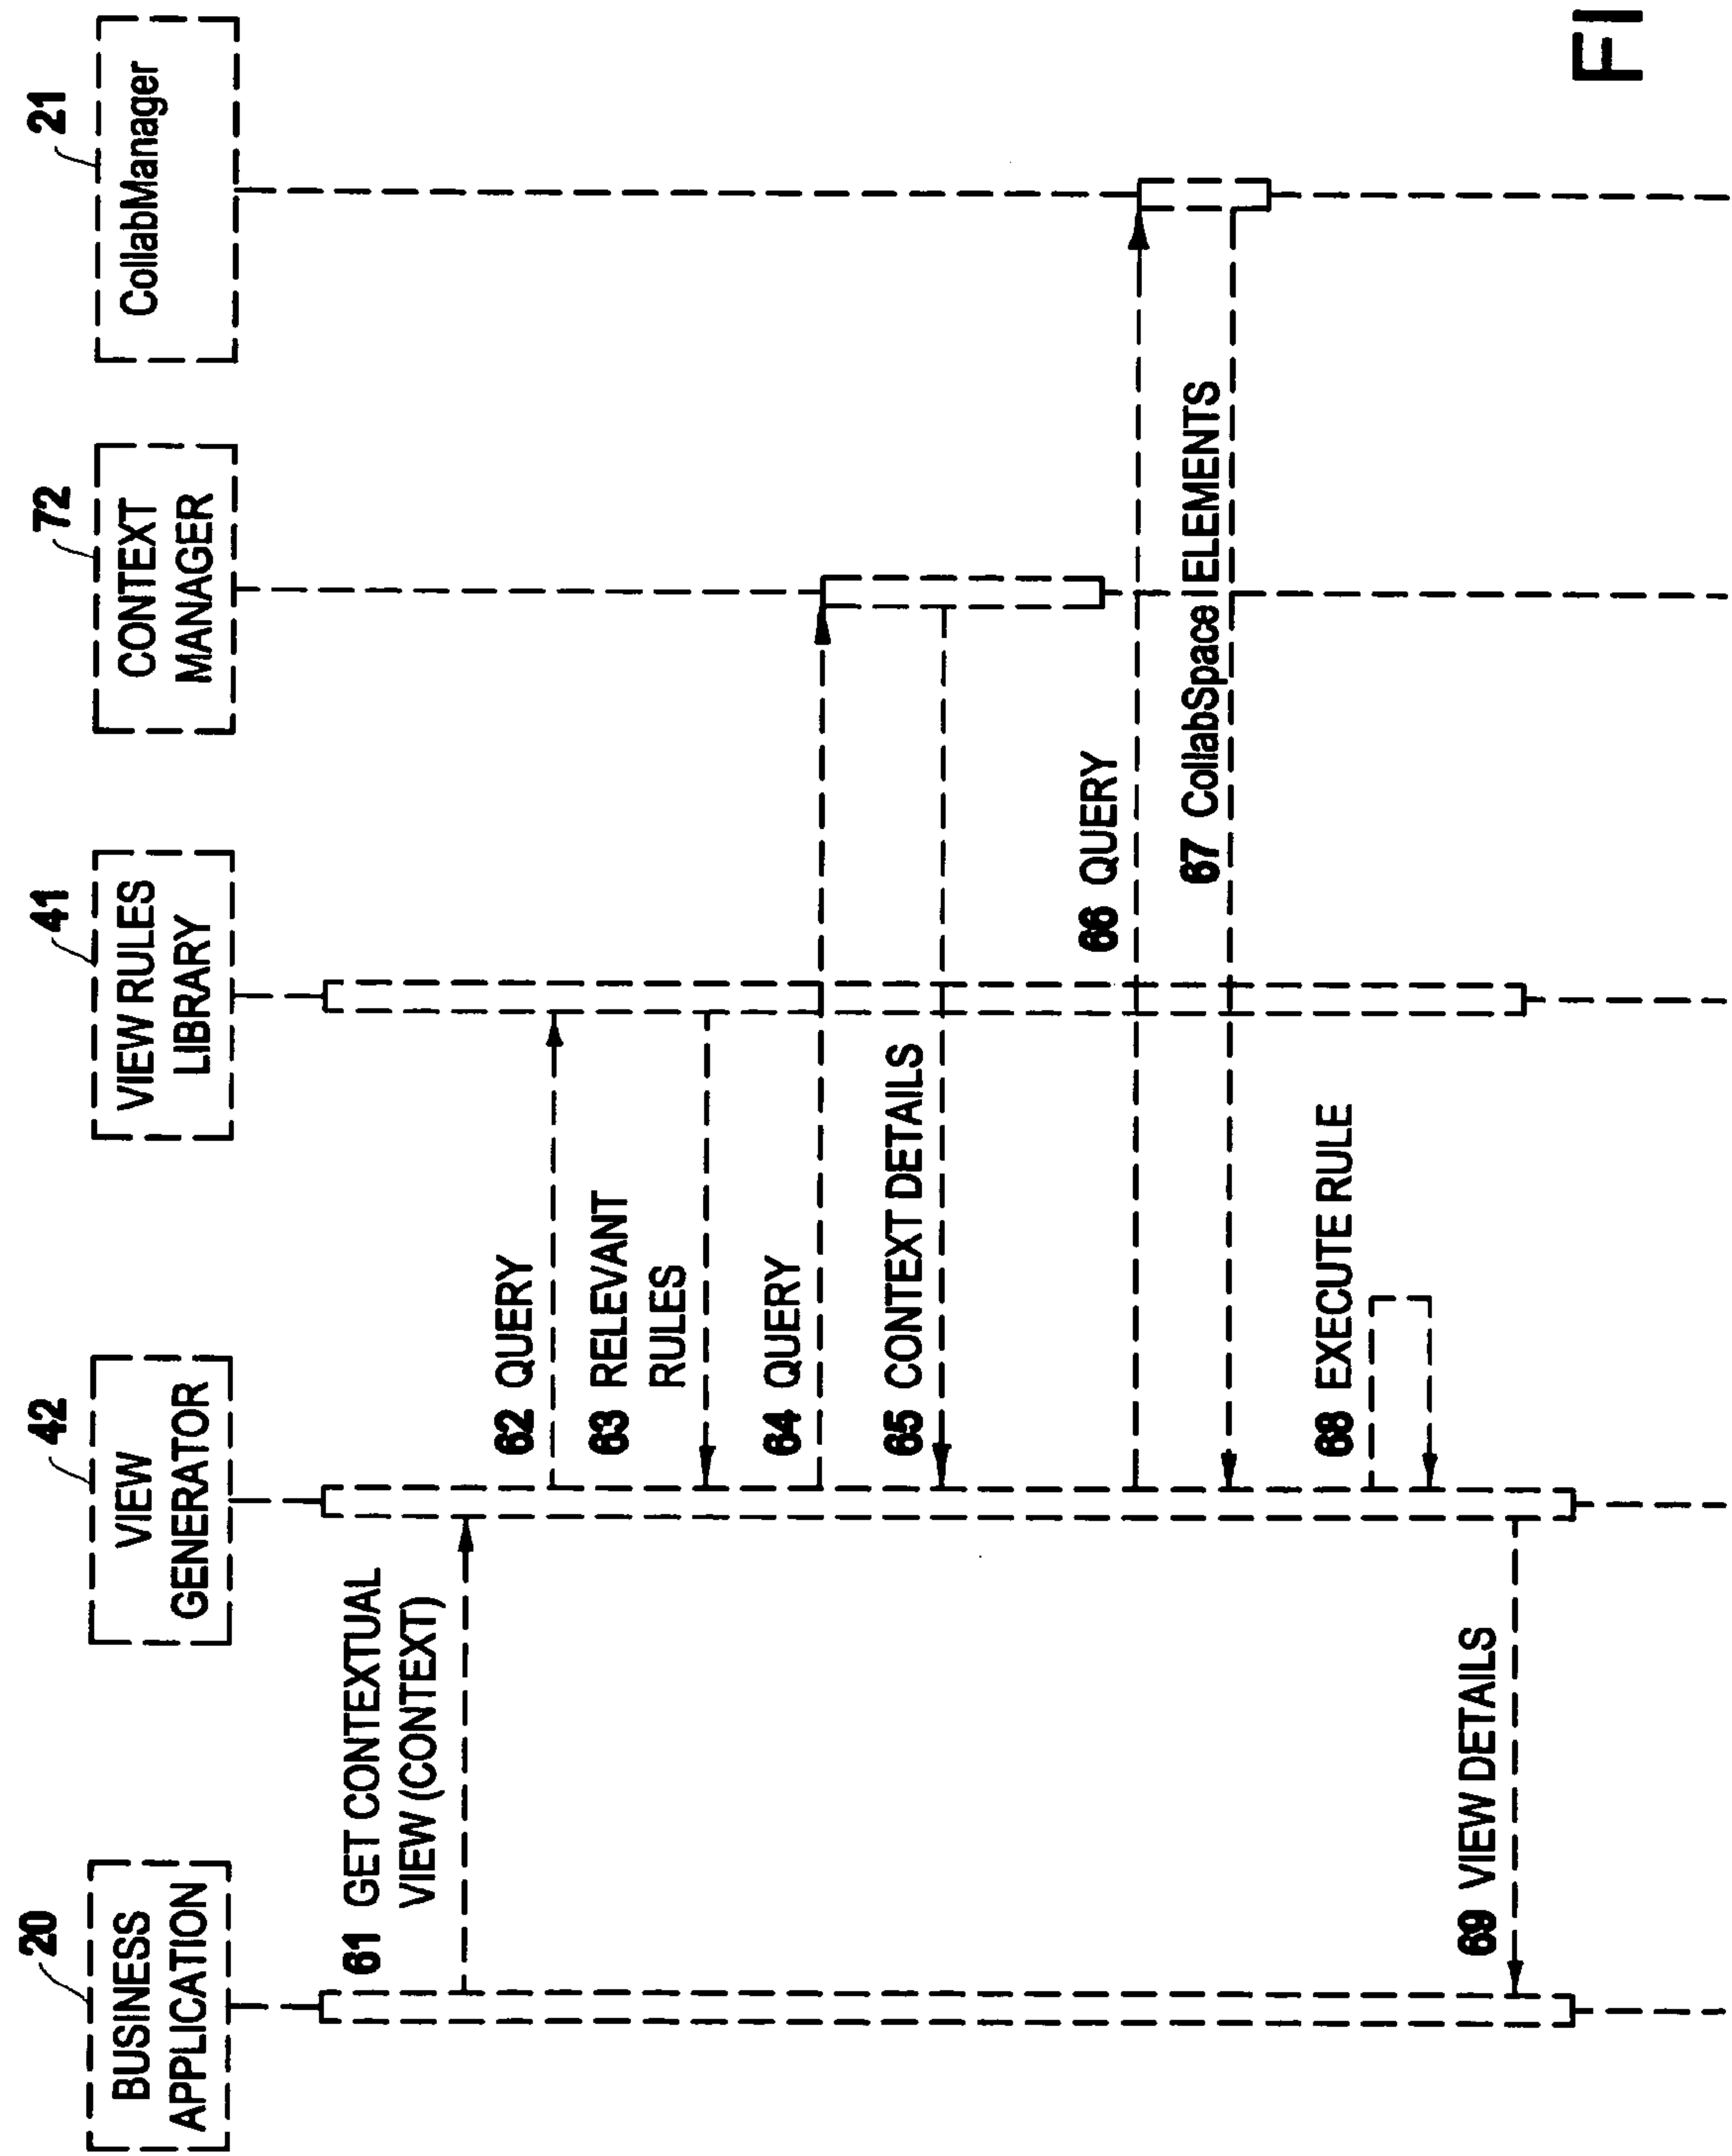 20
BUSINESS
APPLICATION
42
VIEW
GENERATOR
41
VIEW RULES
LIBRARY
72
CONTEXT
MANAGER
21
CollabManager
61 GET CONTEXTUAL
VIEW (CONTEXT)
62 QUERY
63 RELEVANT
RULES
64 QUERY
65 CONTEXT DETAILS
66 QUERY
67 CollabSpace ELEMENTS
68 EXECUTE RULE
69 VIEW DETAILS
FI